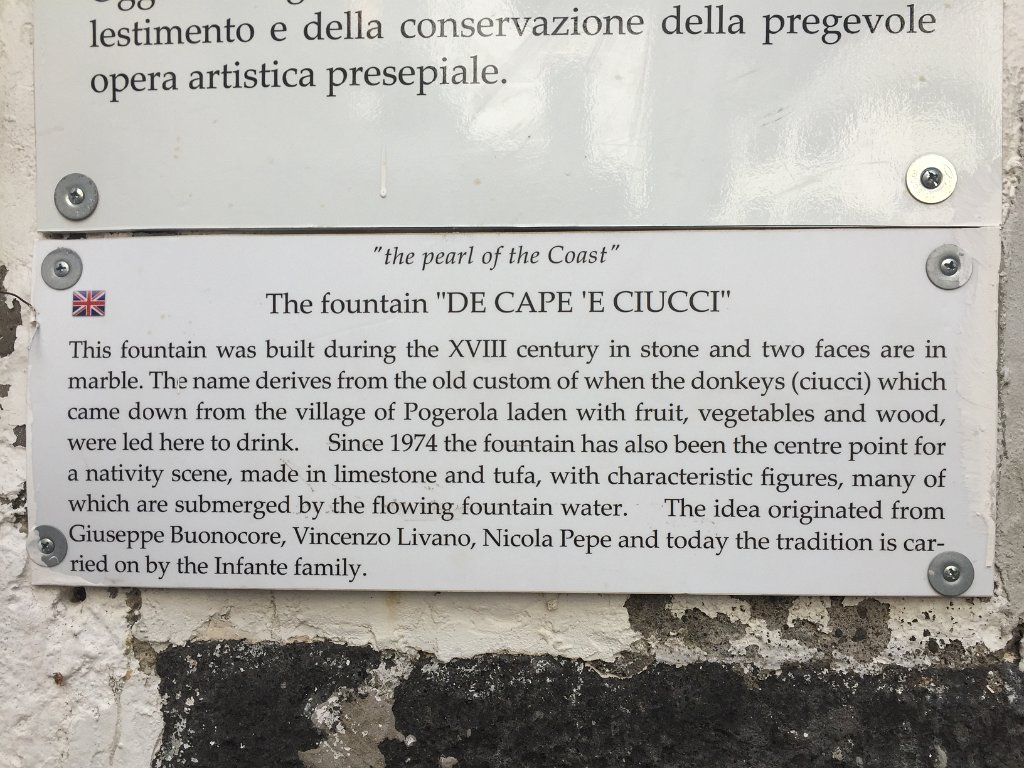 lestimento e della conservazione della pregevole
opera artistica presepiale.
"the pearl of the Coast"
The fountain "DE CAPE 'E CIUCCI"
This fountain was built during the XVIII century in stone and two faces are in
marble. The name derives from the old custom of when the donkeys (ciucci) which
came down from the village of Pogerola laden with fruit, vegetables and wood,
were led here to drink. Since 1974 the fountain has also been the centre point for
a nativity scene, made in limestone and tufa, with characteristic figures, many of
which are submerged by the flowing fountain water. The idea originated from
Giuseppe Buonocore, Vincenzo Livano, Nicola Pepe and today the tradition is car-
ried on by the Infante family.